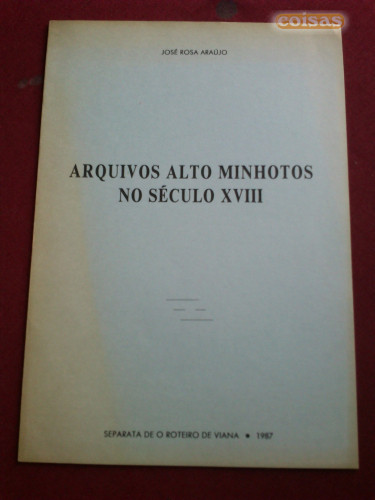 coisas
JOSÉ ROSA ARAÚJO
ARQUIVOS ALTO MINHOTOS
NO SÉCULO XVIII
SEPARATA DE O ROTEIRO DE VIANA • 1987